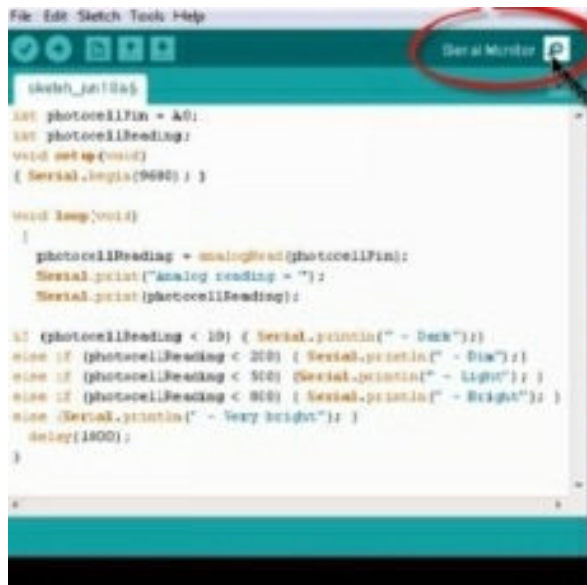 File Edit Sketch Tools Help
Serial Monitor
int photocellPin = A0;
int photocellReading;
void setup(void)
{ Serial.begin(9600); }
void loop(void)
{
photocellReading = analogRead(photocellPin);
Serial.print("Analog reading = ");
Serial.print(photocellReading);
if (photocellReading < 10) { Serial.println(" - Dark");}
else if (photocellReading < 200) { Serial.println(" - Dim");}
else if (photocellReading < 500) {Serial.println(" - Light"); }
else if (photocellReading < 800) { Serial.println(" - Bright"); }
else {Serial.println(" - Very bright"); }
delay(1000);
}